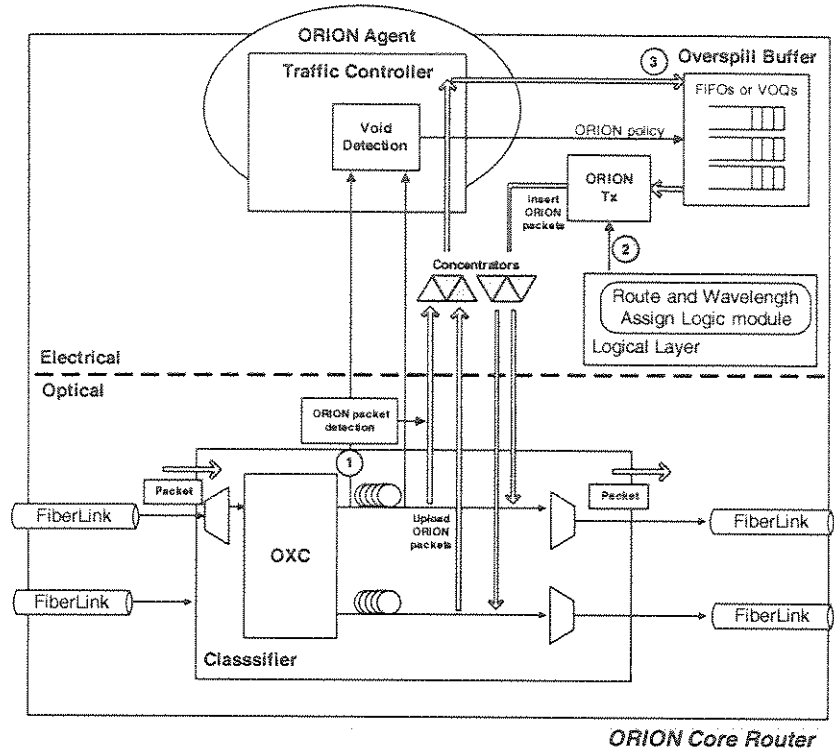 ORION Agent
Traffic Controller
3
Overspill Buffer
FIFOs or VOQs
Void
Detection
ORION policy
ORION
Tx
Insert
ORION
packets
2
Concentrators
Route and Wavelength
Assign Logic module
Logical Layer
Electrical
Optical
ORION packet
detection
1
Packet
Packet
FiberLink
FiberLink
Upload
ORION
packets
OXC
FiberLink
FiberLink
Classsifier
ORION Core Router